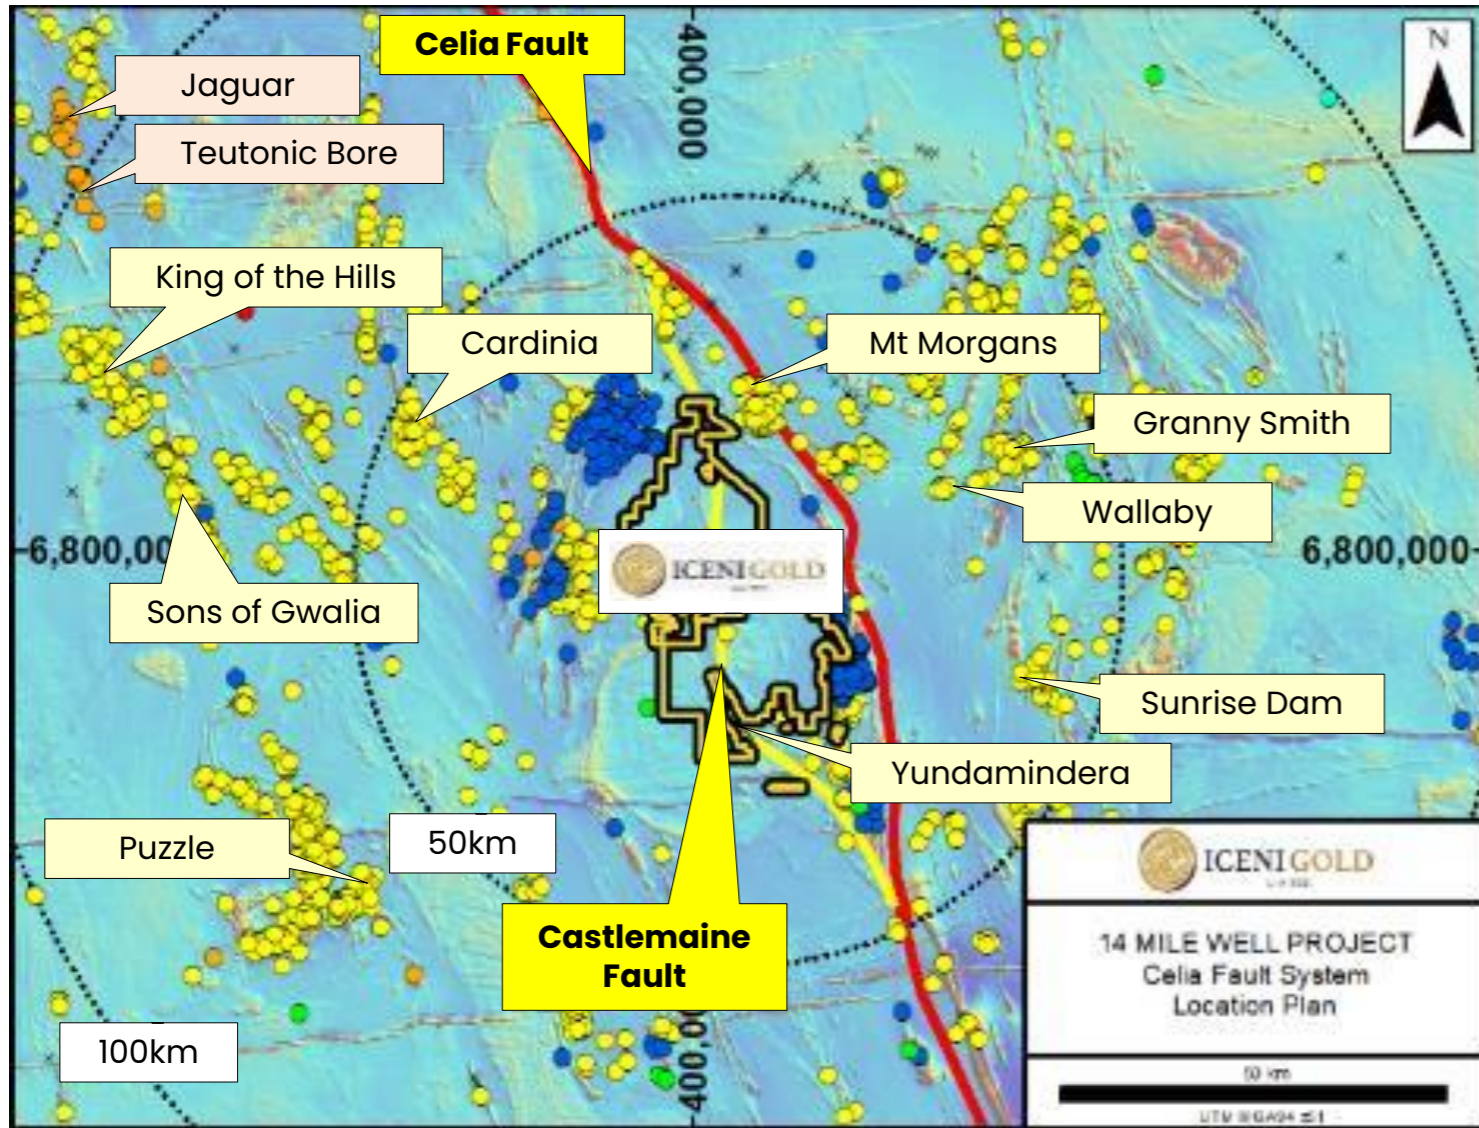 Celia Fault
400,000
N
Jaguar
Teutonic Bore
King of the Hills
Cardinia
Mt Morgans
Granny Smith
Wallaby
6,800,00
ICENI GOLD
6,800,000
Sons of Gwalia
Sunrise Dam
Yundamindera
Puzzle
50km
Castlemaine
Fault
100km
400,0
ICENI GOLD
14 MILE WELL PROJECT
Celia Fault System
Location Plan
50 km